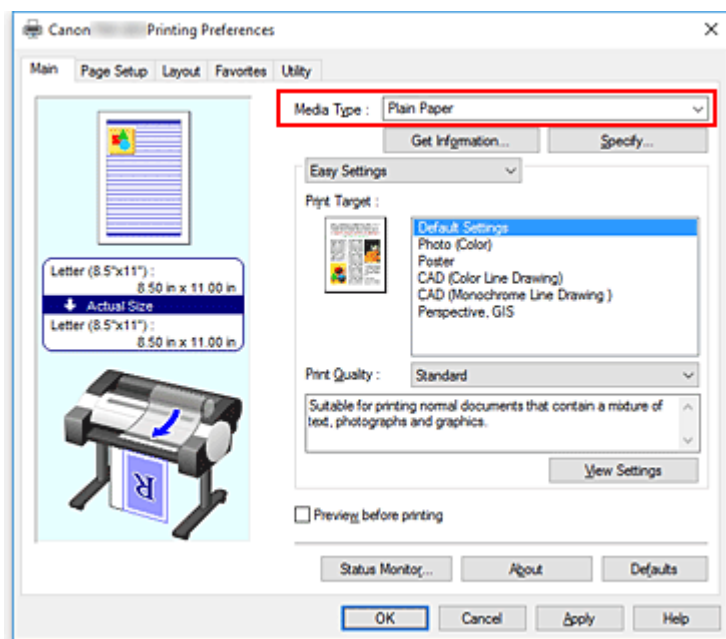 Canon Printing Preferences
Main Page Setup Layout Favorites Utility
Media Type : Plain Paper
Get Information... Specify...
Easy Settings
Print Target :
Default Settings
Photo (Color)
Poster
CAD (Color Line Drawing)
CAD (Monochrome Line Drawing )
Perspective, GIS
Letter (8.5"x11") :
8.50 in x 11.00 in
Actual Size
Letter (8.5"x11") :
8.50 in x 11.00 in
Print Quality : Standard
Suitable for printing normal documents that contain a mixture of
text, photographs and graphics.
View Settings
R
Preview before printing
Status Monitor... About Defaults
OK Cancel Apply Help